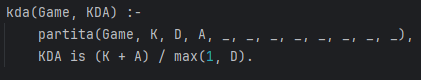 kda(Game, KDA) :-
    partita(Game, K, D, A, _, _, _, _, _, _, _, _),
    KDA is (K + A) / max(1, D).